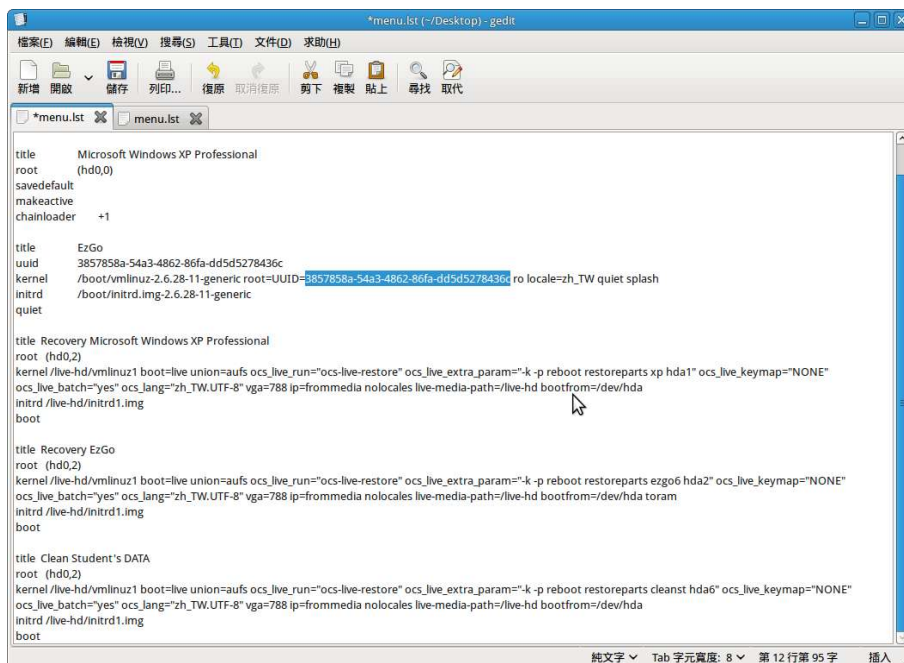 *menu.lst (~/Desktop) - gedit
檔案(F) 編輯(E) 檢視(V) 搜尋(S) 工具(T) 文件(D) 求助(H)
新增 開啟 儲存 列印... 復原 取消復原 剪下 複製 貼上 尋找 取代
*menu.lst menu.lst
title Microsoft Windows XP Professional
root (hd0,0)
savedefault
makeactive
chainloader +1
title EzGo
uuid 3857858a-54a3-4862-86fa-dd5d5278436c
kernel /boot/vmlinuz-2.6.28-11-generic root=UUID=3857858a-54a3-4862-86fa-dd5d5278436c ro locale=zh_TW quiet splash
initrd /boot/initrd.img-2.6.28-11-generic
quiet
title Recovery Microsoft Windows XP Professional
root (hd0,2)
kernel /live-hd/vmlinuz1 boot=live union=aufs ocs_live_run="ocs-live-restore" ocs_live_extra_param="-k -p reboot restoreparts xp hda1" ocs_live_keymap="NONE"
ocs_live_batch="yes" ocs_lang="zh_TW.UTF-8" vga=788 ip=frommedia nolocales live-media-path=/live-hd bootfrom=/dev/hda
initrd /live-hd/initrd1.img
boot
title Recovery EzGo
root (hd0,2)
kernel /live-hd/vmlinuz1 boot=live union=aufs ocs_live_run="ocs-live-restore" ocs_live_extra_param="-k -p reboot restoreparts ezgo6 hda2" ocs_live_keymap="NONE"
ocs_live_batch="yes" ocs_lang="zh_TW.UTF-8" vga=788 ip=frommedia nolocales live-media-path=/live-hd bootfrom=/dev/hda toram
initrd /live-hd/initrd1.img
boot
title Clean Student's DATA
root (hd0,2)
kernel /live-hd/vmlinuz1 boot=live union=aufs ocs_live_run="ocs-live-restore" ocs_live_extra_param="-k -p reboot restoreparts cleanst hda6" ocs_live_keymap="NONE"
ocs_live_batch="yes" ocs_lang="zh_TW.UTF-8" vga=788 ip=frommedia nolocales live-media-path=/live-hd bootfrom=/dev/hda
initrd /live-hd/initrd1.img
boot
純文字 Tab 字元寬度: 8 第 12 行第 95 字 插入